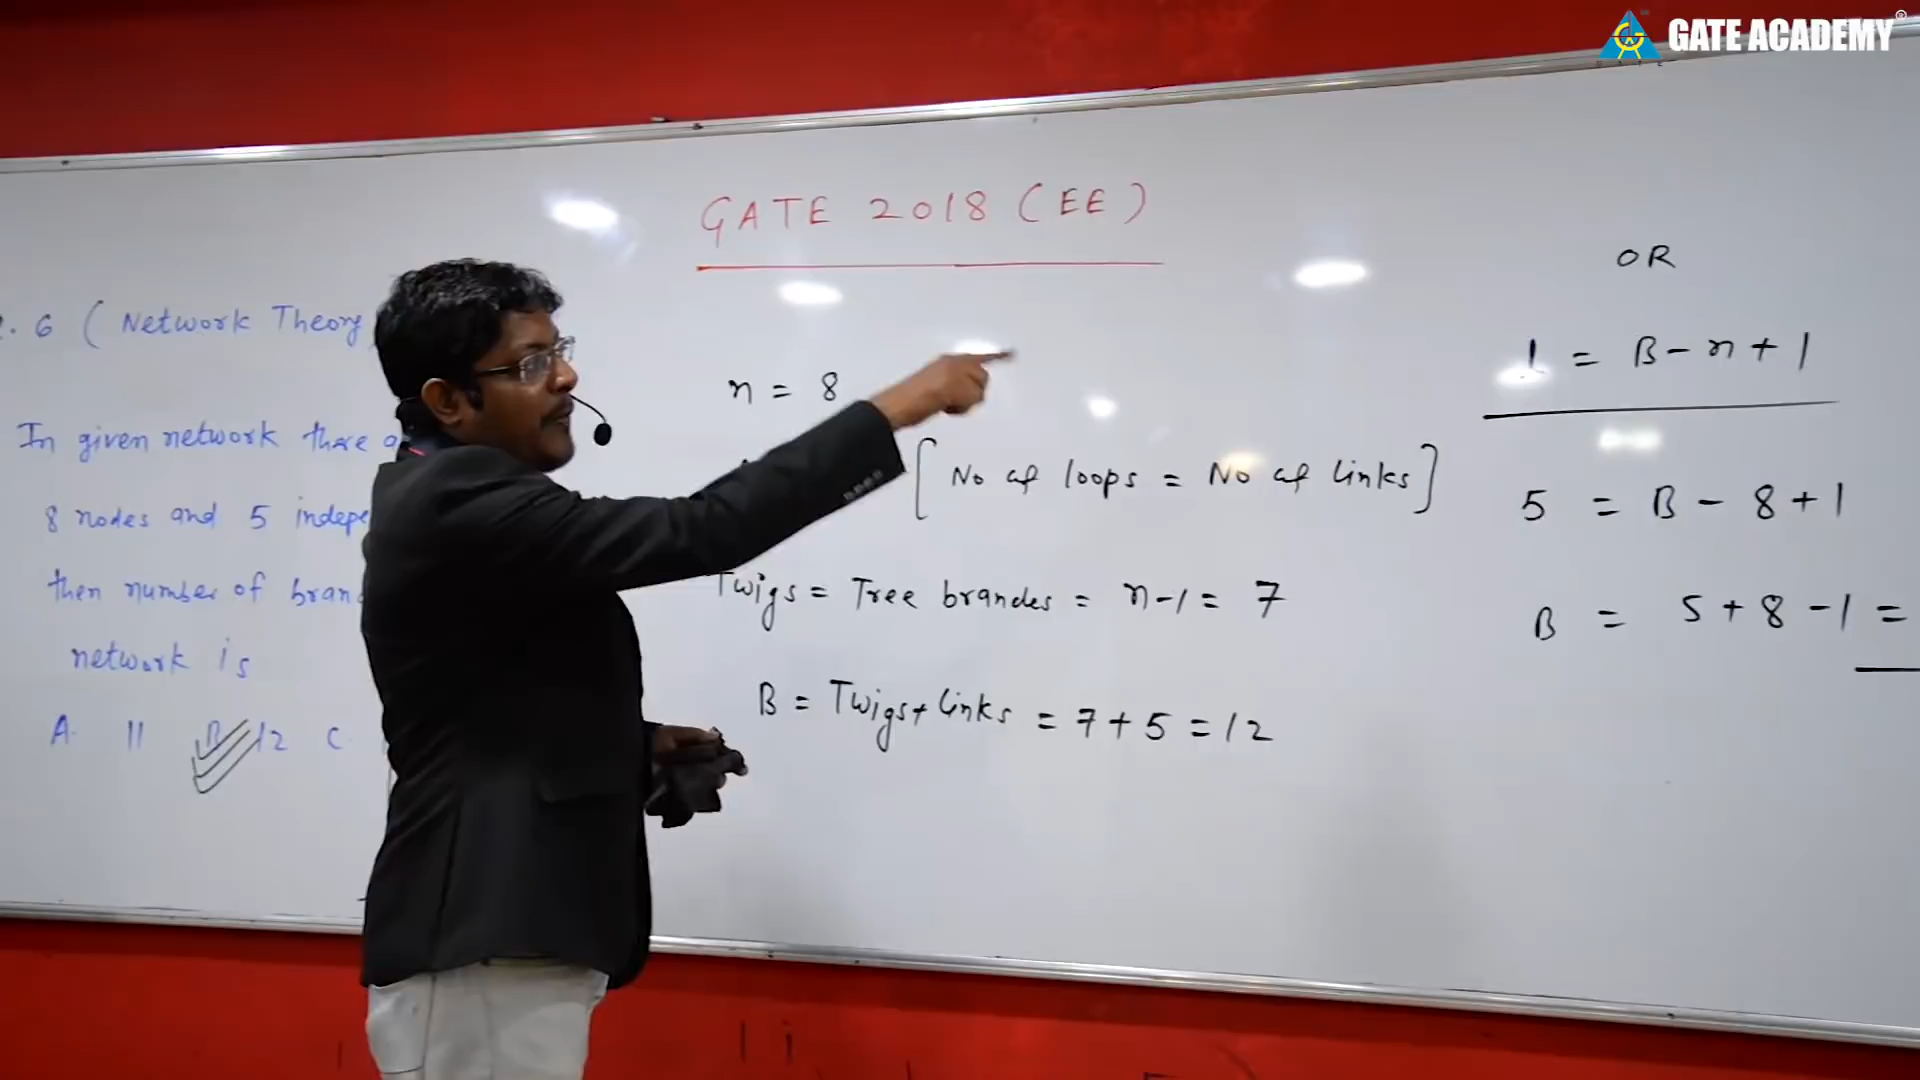 GATE ACADEMY
GATE 2018 (EE)
. 6 ( Network Theory
In given network there a
8 nodes and 5 indepe
then number of bran
network is
A. 11 B 12 C
n = 8
[ No of loops = No of links ]
Twigs = Tree branches = n-1 = 7
B = Twigs + links = 7 + 5 = 12
OR
l = B - n + 1
5 = B - 8 + 1
B = 5 + 8 - 1 =